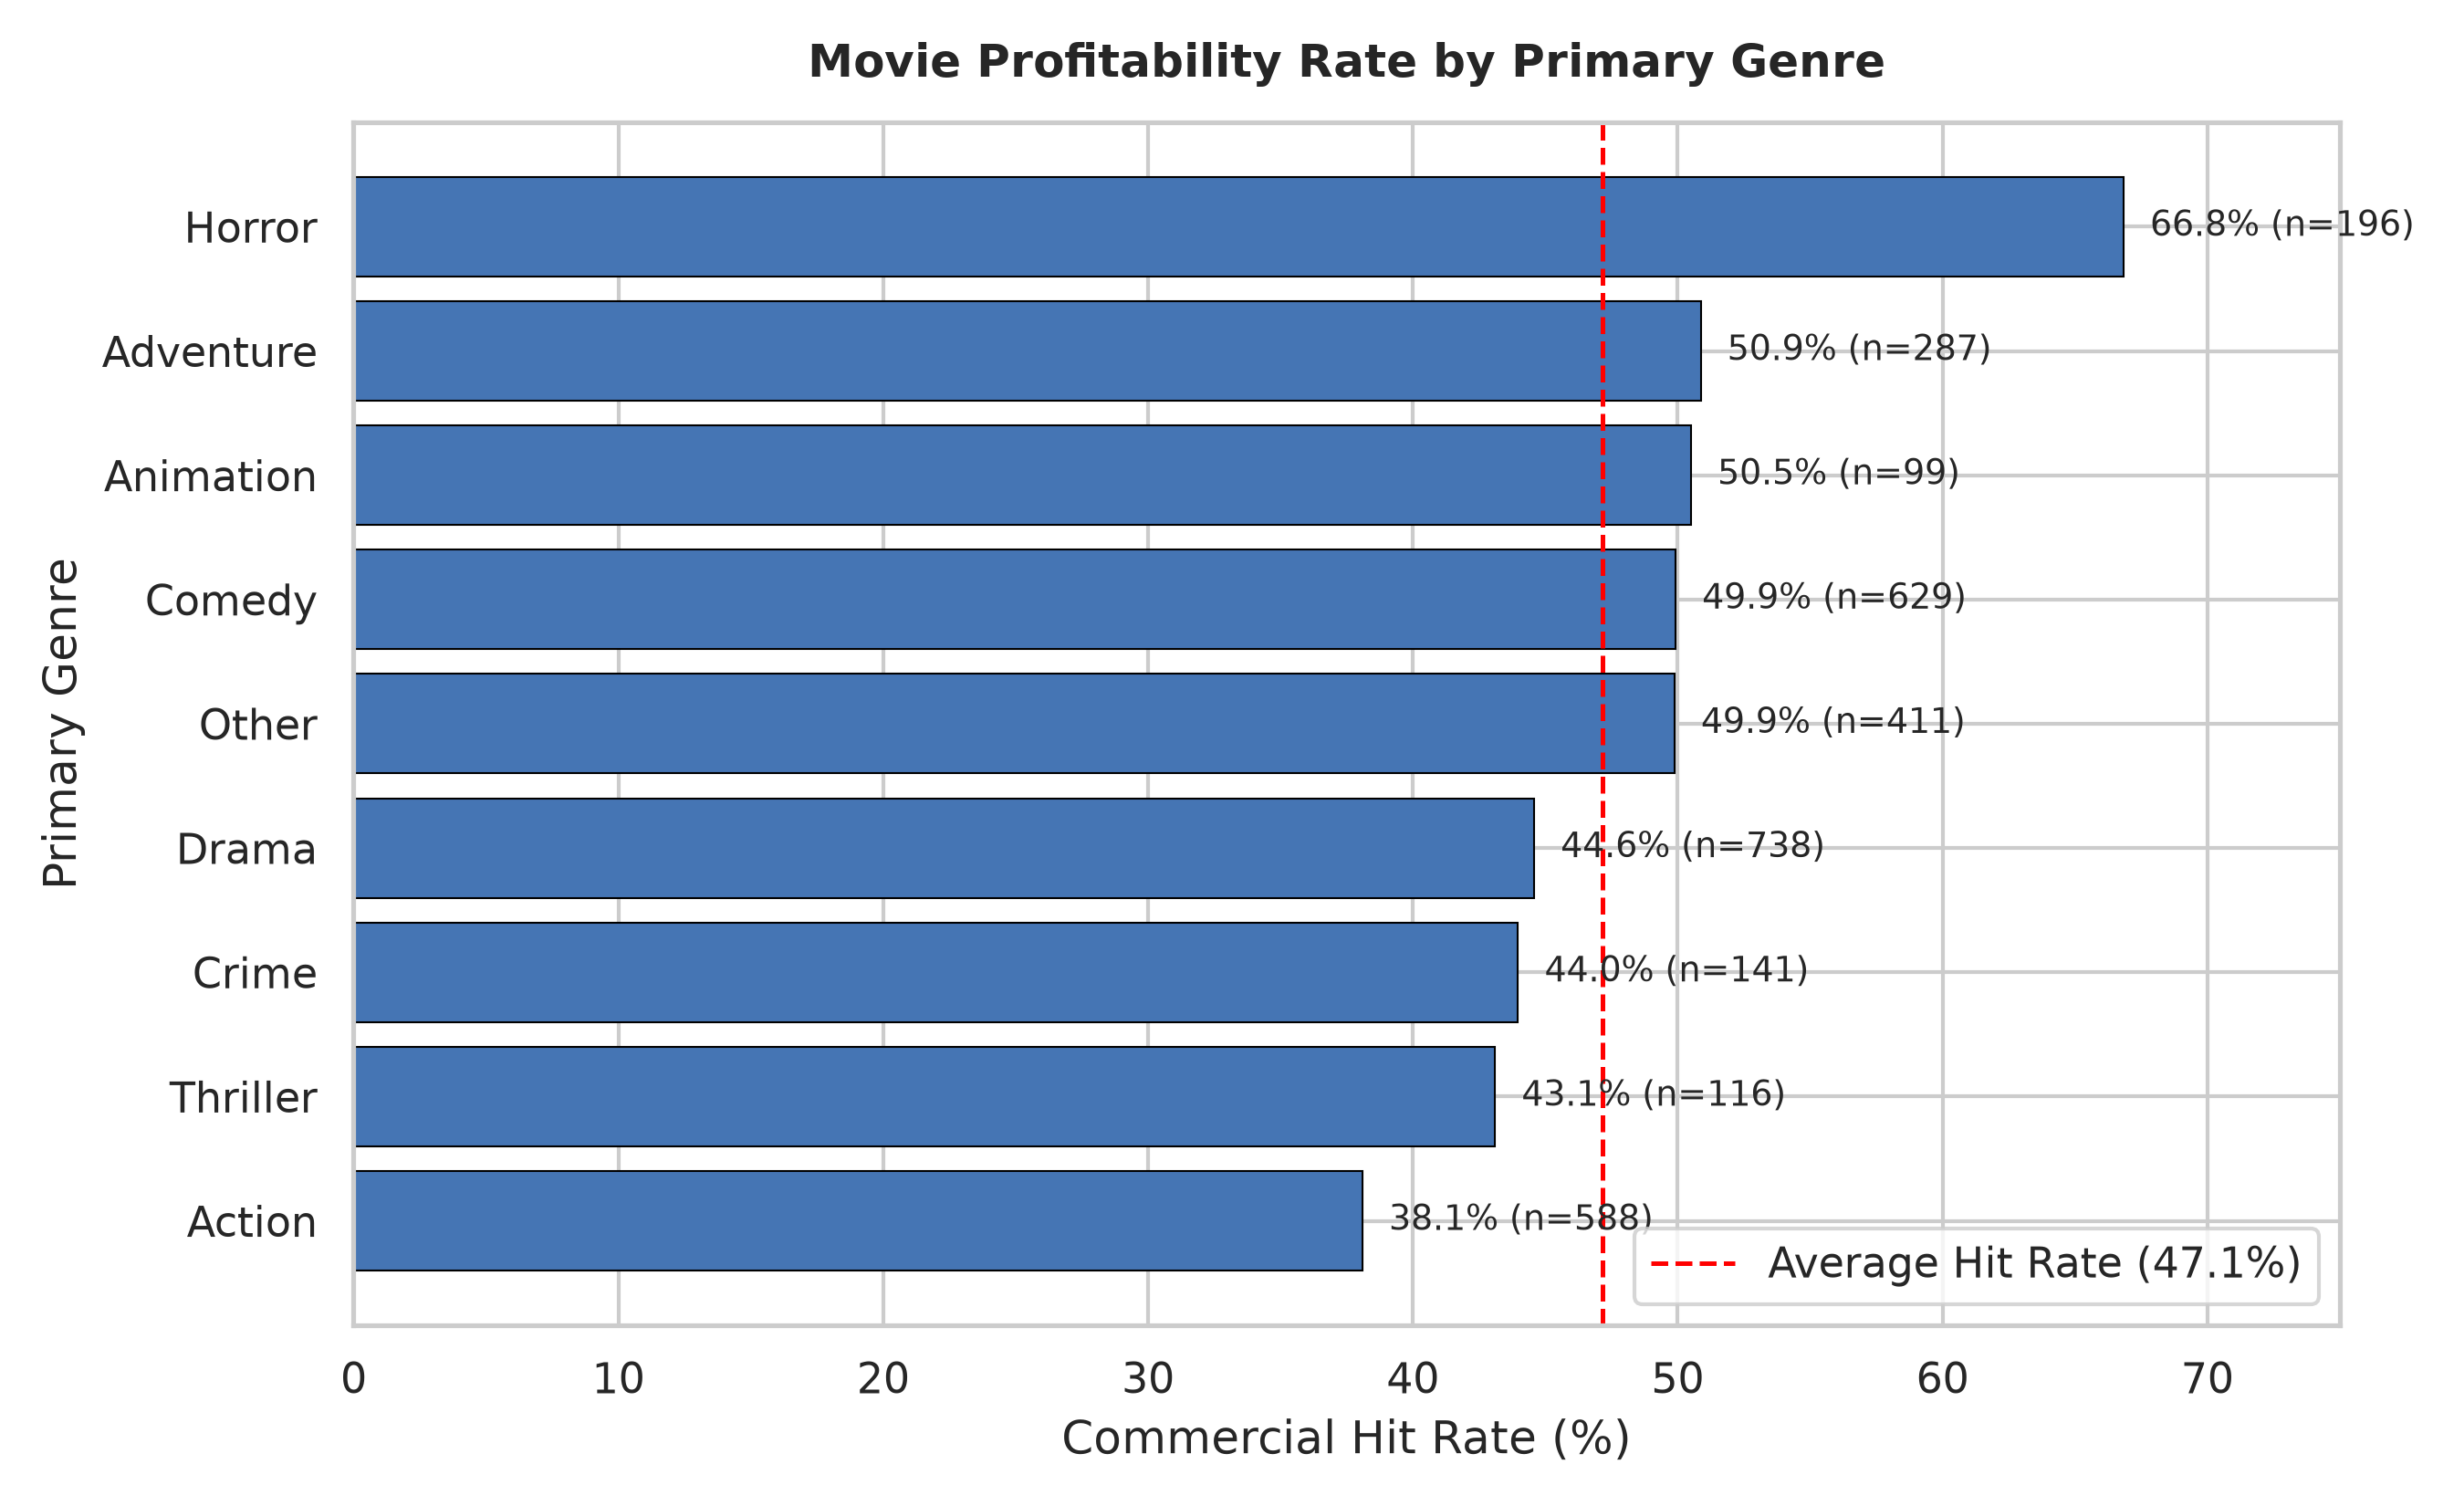 Movie Profitability Rate by Primary Genre
Primary Genre
Horror 66.8% (n=196)
Adventure 50.9% (n=287)
Animation 50.5% (n=99)
Comedy 49.9% (n=629)
Other 49.9% (n=411)
Drama 44.6% (n=738)
Crime 44.0% (n=141)
Thriller 43.1% (n=116)
Action 38.1% (n=588)
Average Hit Rate (47.1%)
0 10 20 30 40 50 60 70
Commercial Hit Rate (%)